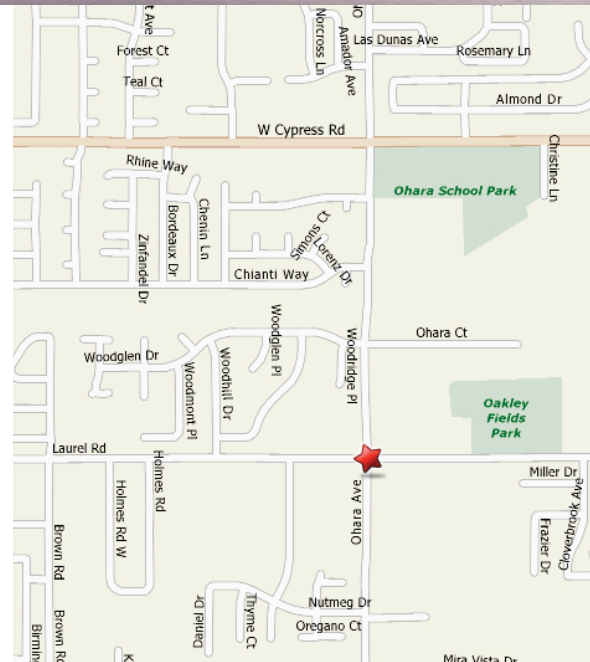 t Ave
Norcross Ln
Amador Ave
Las Dunas Ave
Rosemary Ln
Forest Ct
Teal Ct
Almond Dr
W Cypress Rd
Christine Ln
Rhine Way
Ohara School Park
Bordeaux Dr
Chenin Ln
Simons Ct
Lorenz Dr
Zinfandel Dr
Chianti Way
Woodglen Pl
Woodridge Pl
Ohara Ct
Woodglen Dr
Woodhill Dr
Woodmont Pl
Oakley
Fields
Park
Laurel Rd
Holmes Rd
Holmes Rd W
Ohara Ave
Miller Dr
Cloverbrook Ave
Frazier Dr
Brown Rd
Daniel Dr
Thyme Ct
Nutmeg Dr
Oregano Ct
Brown Rd
Birming
K
Mira Vista Dr